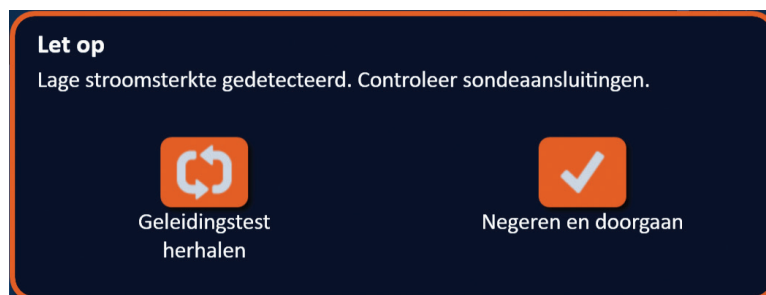 Let op
Lage stroomsterkte gedetecteerd. Controleer sondeaansluitingen.
Geleidingstest
herhalen
Negeren en doorgaan